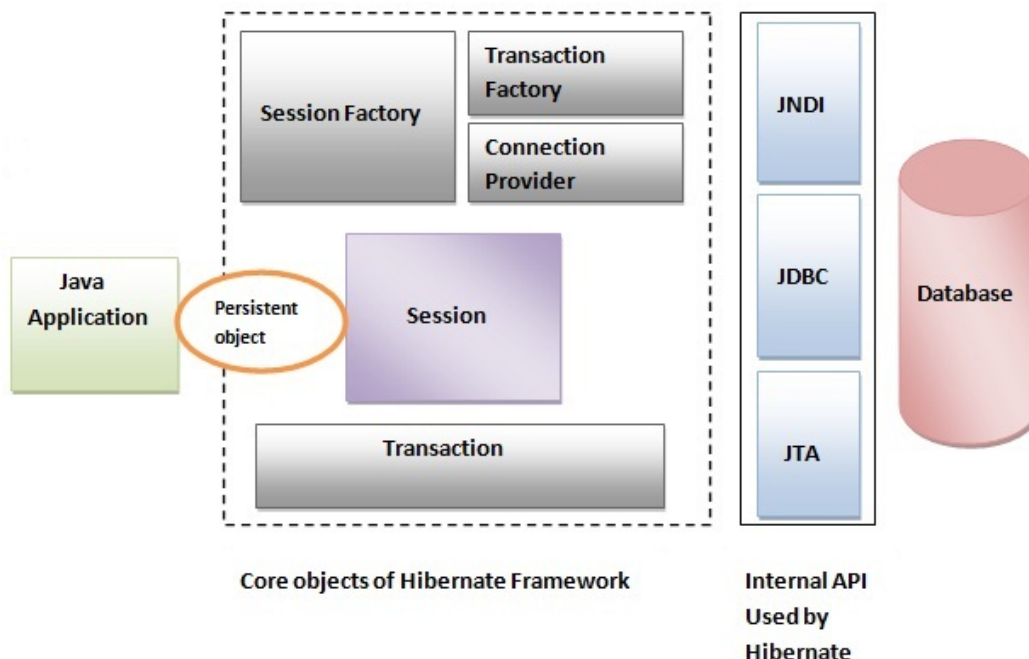 Session Factory
Transaction
Factory
Connection
Provider
JNDI
Java
Application
Persistent
object
Session
JDBC
Database
Transaction
JTA
Core objects of Hibernate Framework
Internal API
Used by
Hibernate